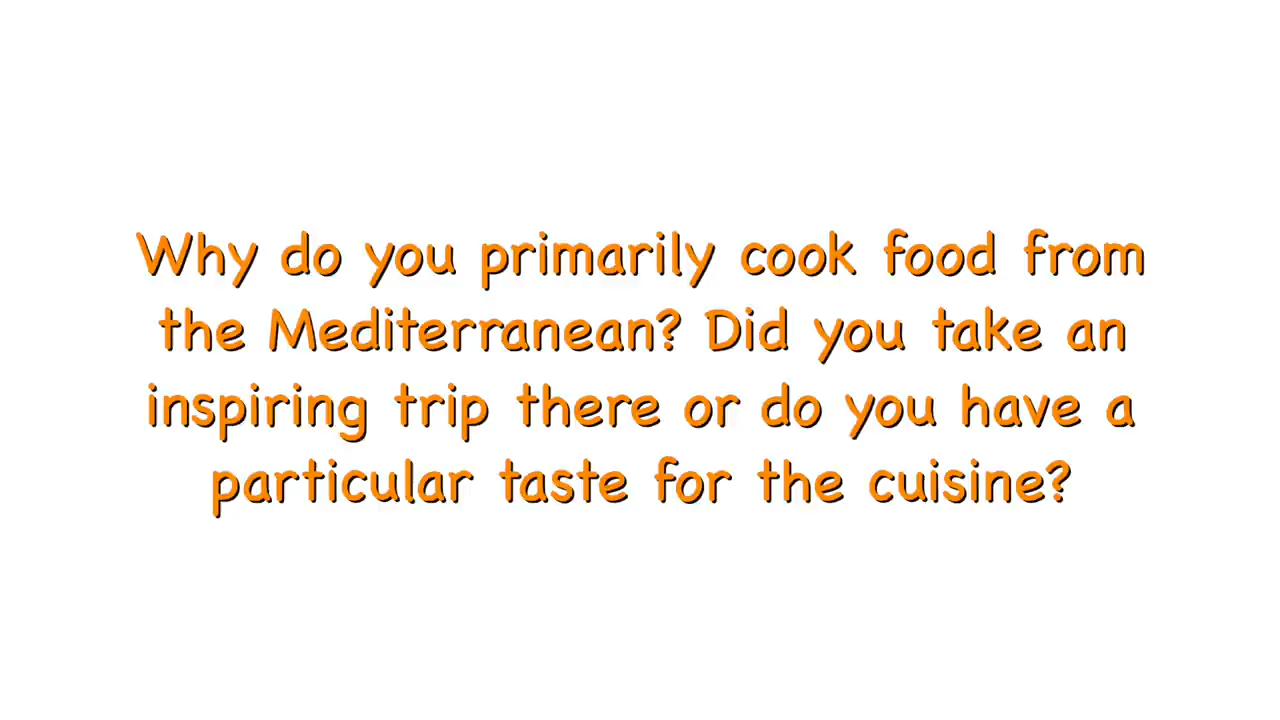 Why do you primarily cook food from
the Mediterranean? Did you take an
inspiring trip there or do you have a
particular taste for the cuisine?